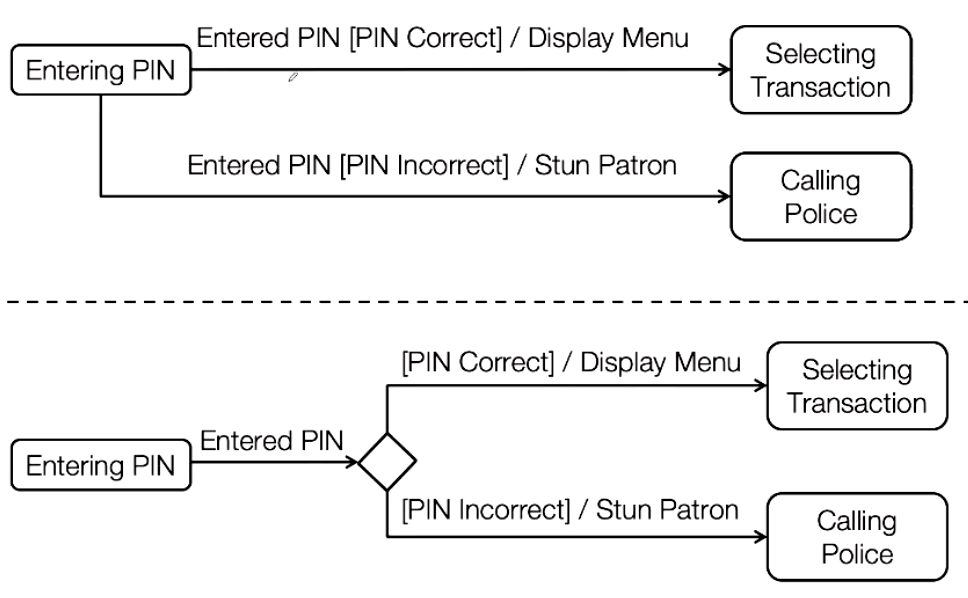 Entered PIN [PIN Correct] / Display Menu
Entering PIN
Selecting
Transaction
Entered PIN [PIN Incorrect] / Stun Patron
Calling
Police
[PIN Correct] / Display Menu
Selecting
Transaction
Entered PIN
Entering PIN
[PIN Incorrect] / Stun Patron
Calling
Police